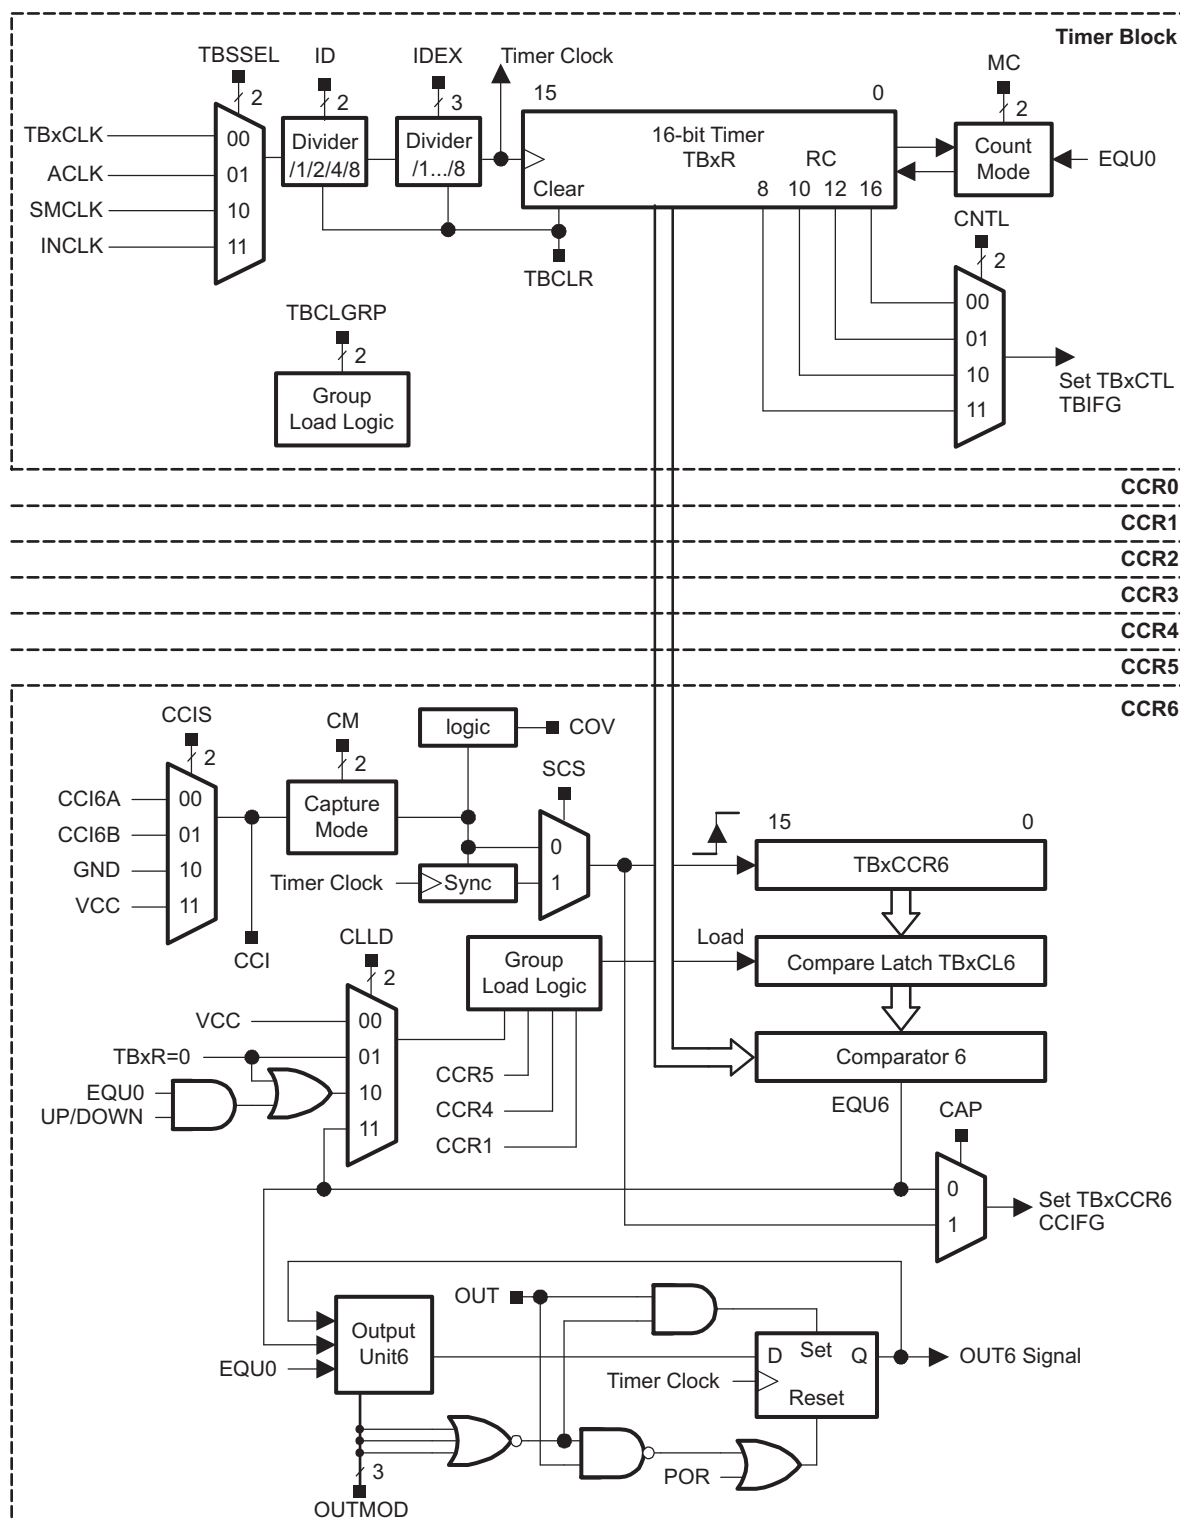 Timer Block
TBSSEL
ID
IDEX
Timer Clock
MC
2
2
3
15
0
2
TBxCLK
ACLK
SMCLK
INCLK
00
01
10
11
Divider
/1/2/4/8
Divider
/1.../8
16-bit Timer
TBxR
RC
Clear
8 10 12 16
Count
Mode
EQU0
TBCLR
CNTL
2
00
01
10
11
Set TBxCTL
TBIFG
TBCLGRP
2
Group
Load Logic
CCR0
CCR1
CCR2
CCR3
CCR4
CCR5
CCR6
CCIS
2
CM
2
logic
COV
SCS
CCI6A
CCI6B
GND
VCC
00
01
10
11
Capture
Mode
Timer Clock
Sync
0
1
CCI
15
0
TBxCCR6
Load
Compare Latch TBxCL6
Comparator 6
EQU6
CLLD
2
Group
Load Logic
VCC
TBxR=0
EQU0
UP/DOWN
00
01
10
11
CCR5
CCR4
CCR1
CAP
0
1
Set TBxCCR6
CCIFG
OUT
Output
Unit6
EQU0
D
Set
Q
Reset
Timer Clock
OUT6 Signal
POR
3
OUTMOD